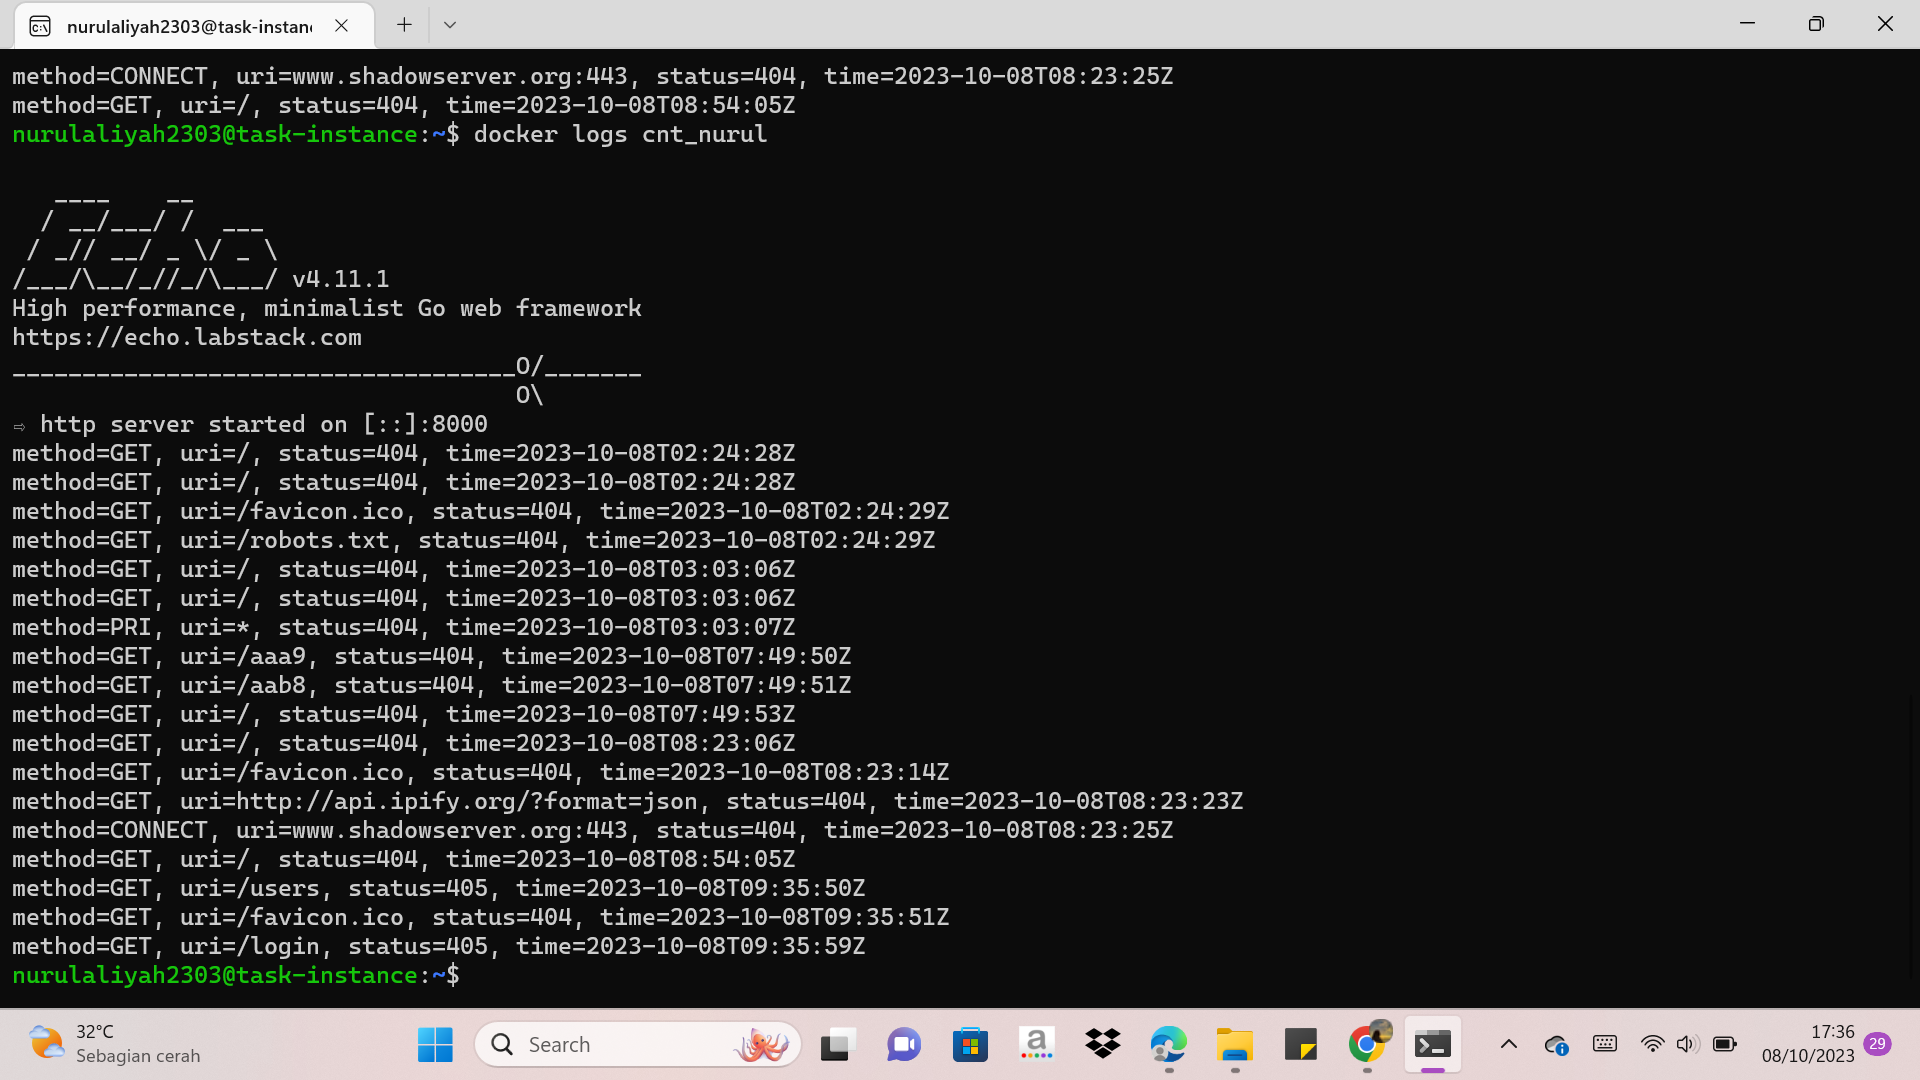 nurulaliyah2303@task-instan
method=CONNECT, uri=www.shadowserver.org:443, status=404, time=2023-10-08T08:23:25Z
method=GET, uri=/, status=404, time=2023-10-08T08:54:05Z
nurulaliyah2303@task-instance:~$ docker logs cnt_nurul
   ____    __
  / __/___/ /  ___
 / _// __/ _ \/ _ \
/___/\__/_//_/\___/ v4.11.1
High performance, minimalist Go web framework
https://echo.labstack.com
____________________________________O/_______
                                    O\
⇨ http server started on [::]:8000
method=GET, uri=/, status=404, time=2023-10-08T02:24:28Z
method=GET, uri=/, status=404, time=2023-10-08T02:24:28Z
method=GET, uri=/favicon.ico, status=404, time=2023-10-08T02:24:29Z
method=GET, uri=/robots.txt, status=404, time=2023-10-08T02:24:29Z
method=GET, uri=/, status=404, time=2023-10-08T03:03:06Z
method=GET, uri=/, status=404, time=2023-10-08T03:03:06Z
method=PRI, uri=*, status=404, time=2023-10-08T03:03:07Z
method=GET, uri=/aaa9, status=404, time=2023-10-08T07:49:50Z
method=GET, uri=/aab8, status=404, time=2023-10-08T07:49:51Z
method=GET, uri=/, status=404, time=2023-10-08T07:49:53Z
method=GET, uri=/, status=404, time=2023-10-08T08:23:06Z
method=GET, uri=/favicon.ico, status=404, time=2023-10-08T08:23:14Z
method=GET, uri=http://api.ipify.org/?format=json, status=404, time=2023-10-08T08:23:23Z
method=CONNECT, uri=www.shadowserver.org:443, status=404, time=2023-10-08T08:23:25Z
method=GET, uri=/, status=404, time=2023-10-08T08:54:05Z
method=GET, uri=/users, status=405, time=2023-10-08T09:35:50Z
method=GET, uri=/favicon.ico, status=404, time=2023-10-08T09:35:51Z
method=GET, uri=/login, status=405, time=2023-10-08T09:35:59Z
nurulaliyah2303@task-instance:~$
32°C
Sebagian cerah
Search
17:36
08/10/2023
29